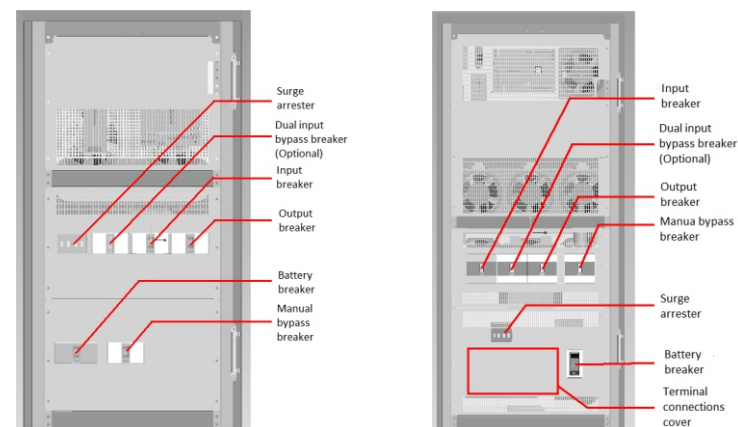 Surge
arrester
Dual input
bypass breaker
(Optional)
Input
breaker
Output
breaker
Battery
breaker
Manual
bypass
breaker
Input
breaker
Dual input
bypass breaker
(Optional)
Output
breaker
Manua bypass
breaker
Surge
arrester
Battery
breaker
Terminal
connections
cover